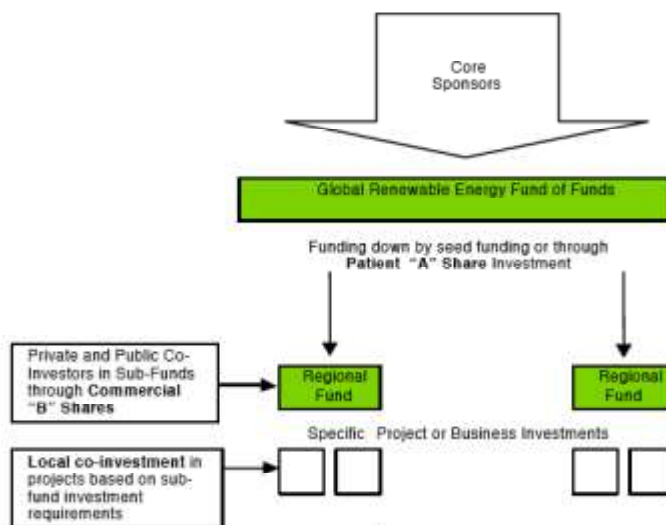 Core
Sponsors
Global Renewable Energy Fund of Funds
Funding down by seed funding or through
Patient "A" Share Investment
Private and Public Co-
Investors in Sub-Funds
through Commercial
"B" Shares
Regional
Fund
Regional
Fund
Specific Project or Business Investments
Local co-investment in
projects based on sub-
fund investment
requirements